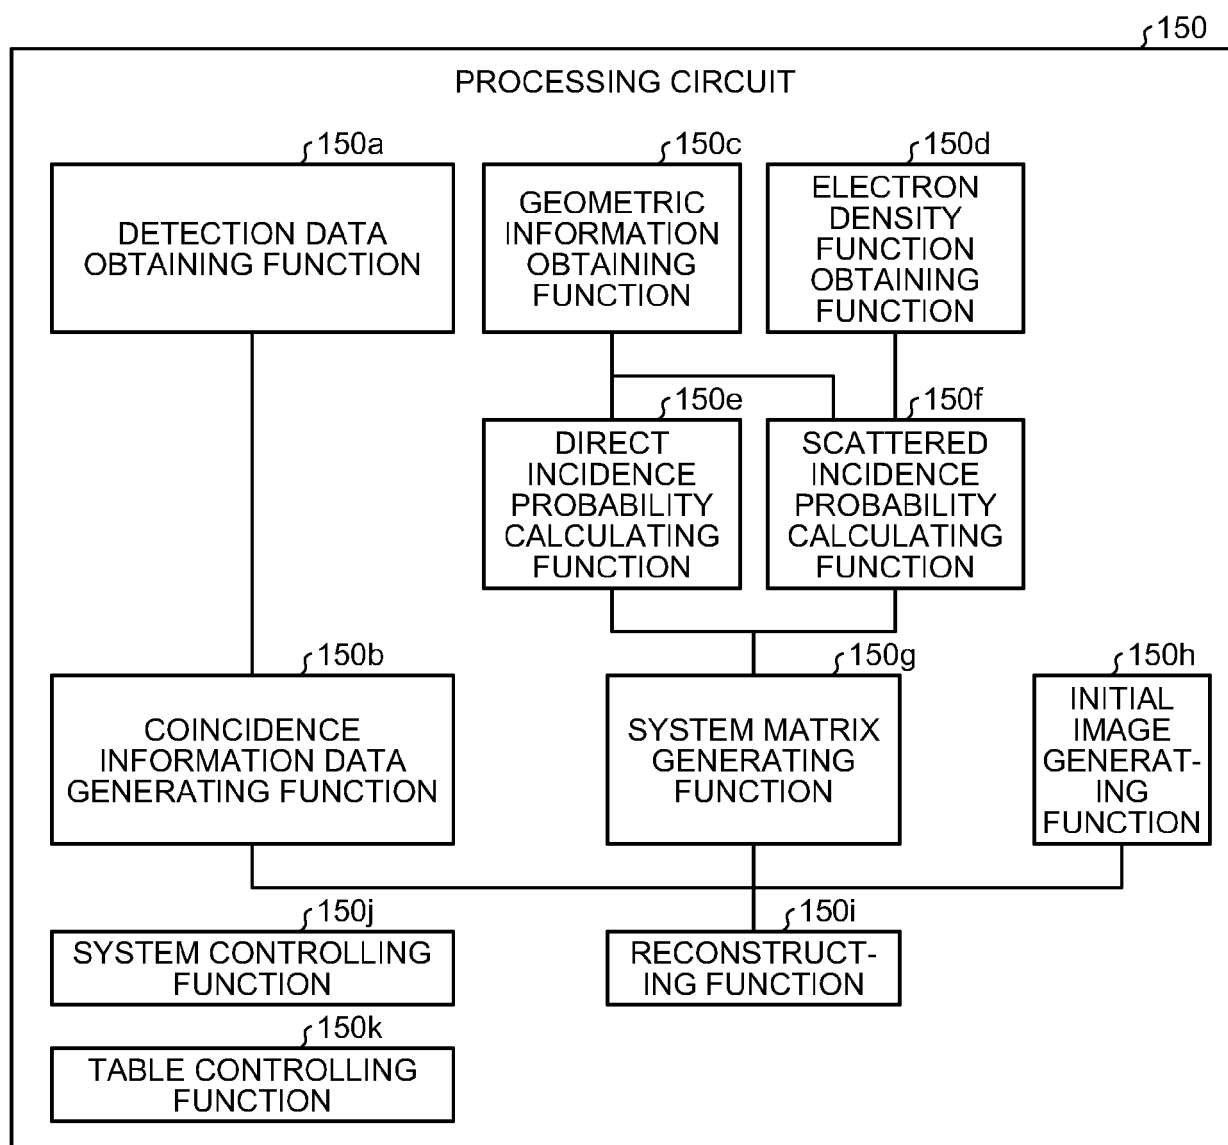 150
PROCESSING CIRCUIT
150a
DETECTION DATA
OBTAINING FUNCTION
150c
GEOMETRIC
INFORMATION
OBTAINING
FUNCTION
150d
ELECTRON
DENSITY
FUNCTION
OBTAINING
FUNCTION
150e
DIRECT
INCIDENCE
PROBABILITY
CALCULATING
FUNCTION
150f
SCATTERED
INCIDENCE
PROBABILITY
CALCULATING
FUNCTION
150b
COINCIDENCE
INFORMATION DATA
GENERATING FUNCTION
150g
SYSTEM MATRIX
GENERATING
FUNCTION
150h
INITIAL
IMAGE
GENERAT-
ING
FUNCTION
150j
SYSTEM CONTROLLING
FUNCTION
150i
RECONSTRUCT-
ING FUNCTION
150k
TABLE CONTROLLING
FUNCTION